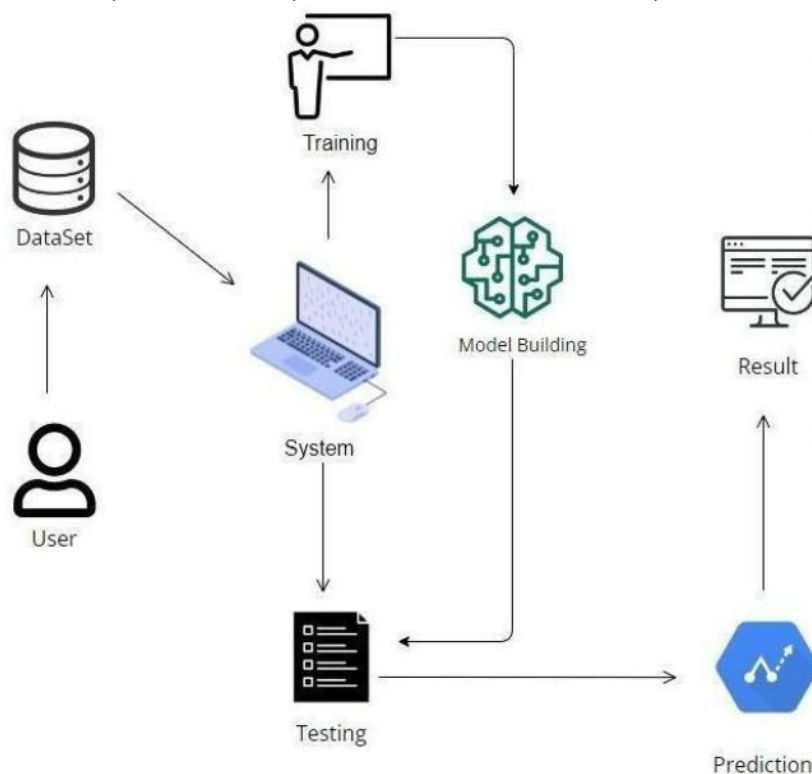 Training
DataSet
Model Building
Result
System
User
Testing
Prediction